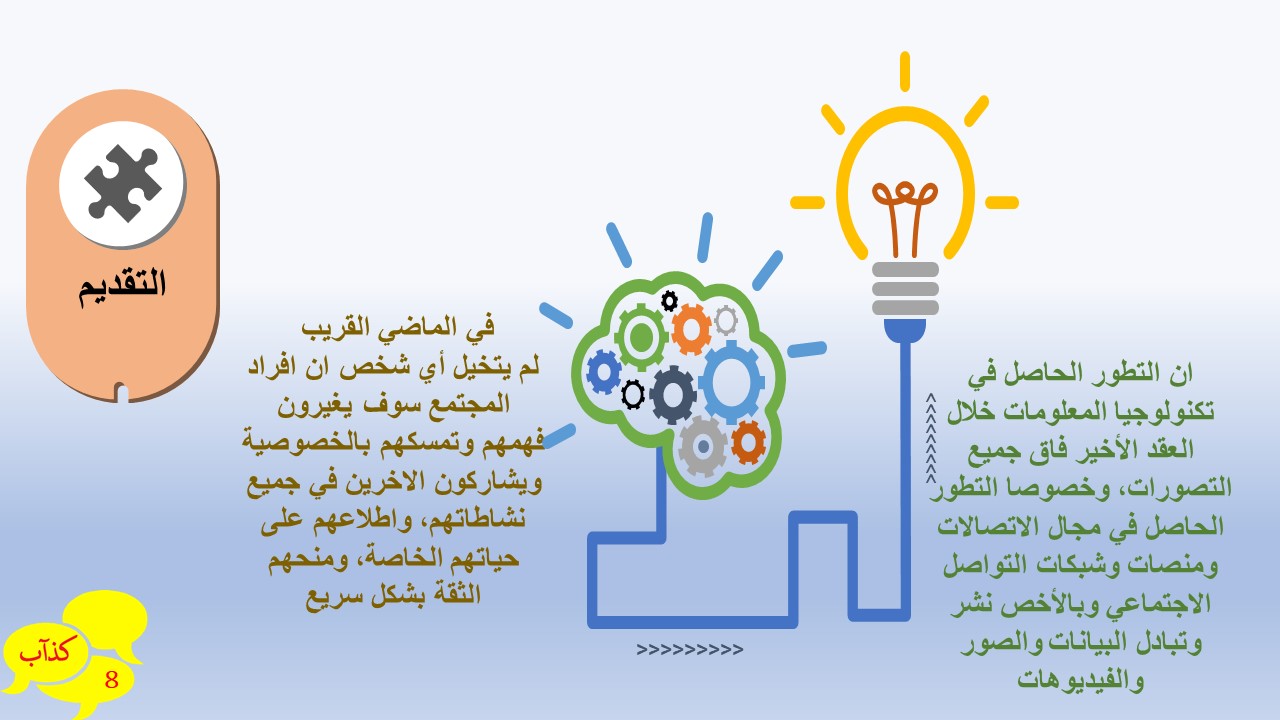 التقديم
ان التطور الحاصل في
تكنولوجيا المعلومات خلال
العقد الأخير فاق جميع
التصورات، وخصوصا التطور
الحاصل في مجال الاتصالات
ومنصات وشبكات التواصل
الاجتماعي وبالأخص نشر
وتبادل البيانات والصور
والفيديوهات
>>>>>>>>
في الماضي القريب
لم يتخيل أي شخص ان افراد
المجتمع سوف يغيرون
فهمهم وتمسكهم بالخصوصية
ويشاركون الاخرين في جميع
نشاطاتهم، واطلاعهم على
حياتهم الخاصة، ومنحهم
الثقة بشكل سريع
>>>>>>>>>
كذآب
8